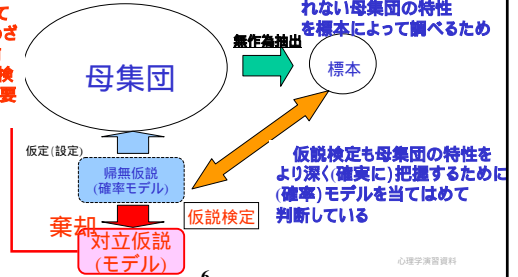 て
ざ
検
要
れない母集団の特性
を標本によって調べるため
無作為抽出
母集団
標本
仮定(設定)
帰無仮説
(確率モデル)
仮説検定も母集団の特性を
より深く(確実に)把握するために
(確率)モデルを当てはめて
判断している
仮説検定
棄却
対立仮説
(モデル)
心理学演習資料